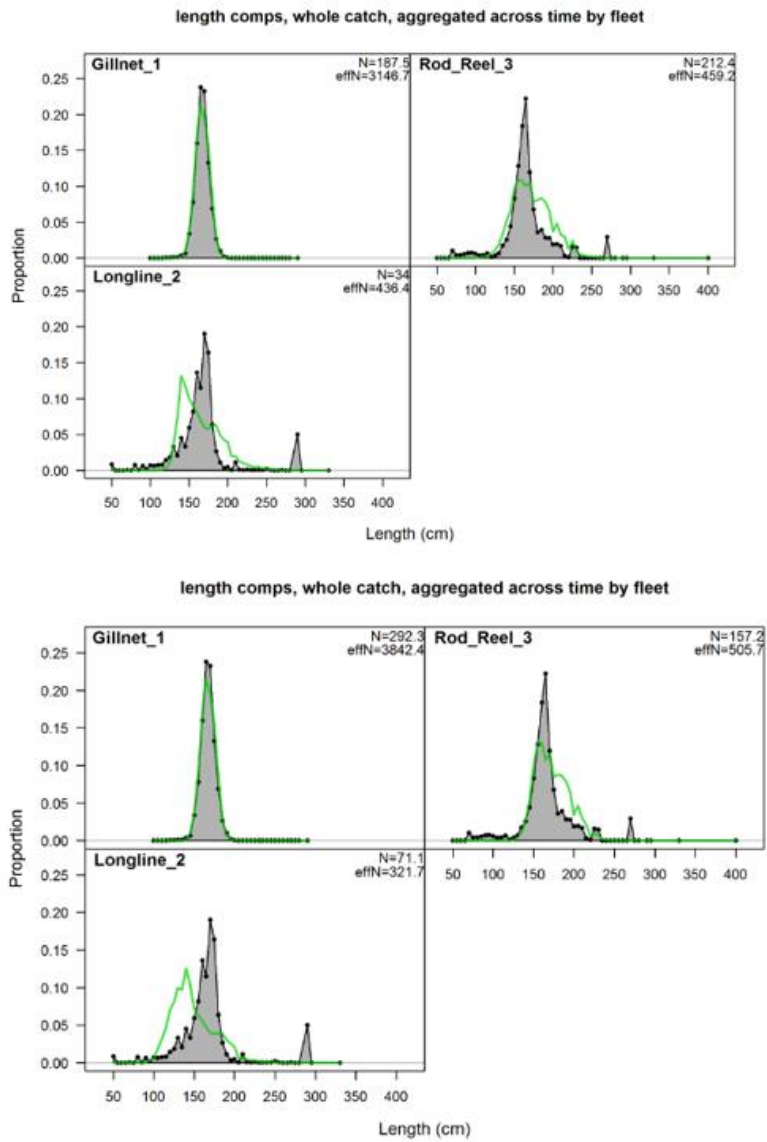 length comps, whole catch, aggregated across time by fleet
Gillnet_1
N=187.5
effN=3146.7
Rod_Reel_3
N=212.4
effN=459.2
0.25
0.20
0.15
0.10
0.05
0.00
Longline_2
N=34
effN=436.4
50 100 150 200 250 300 350 400
0.25
0.20
0.15
0.10
0.05
0.00
50 100 150 200 250 300 350 400
Proportion
Length (cm)
length comps, whole catch, aggregated across time by fleet
Gillnet_1
N=292.3
effN=3842.4
Rod_Reel_3
N=157.2
effN=505.7
0.25
0.20
0.15
0.10
0.05
0.00
Longline_2
N=71.1
effN=321.7
50 100 150 200 250 300 350 400
0.25
0.20
0.15
0.10
0.05
0.00
50 100 150 200 250 300 350 400
Proportion
Length (cm)